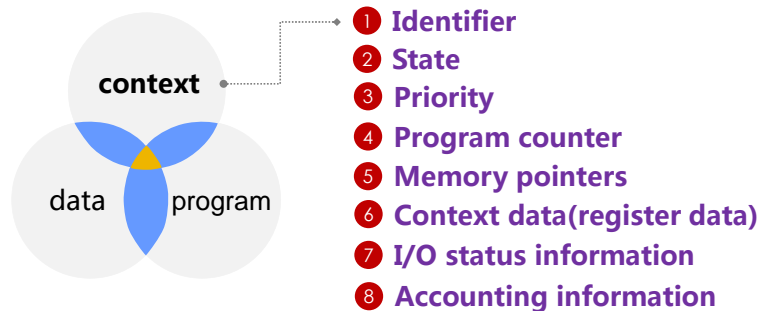 context
data
program
1 Identifier
2 State
3 Priority
4 Program counter
5 Memory pointers
6 Context data(register data)
7 I/O status information
8 Accounting information